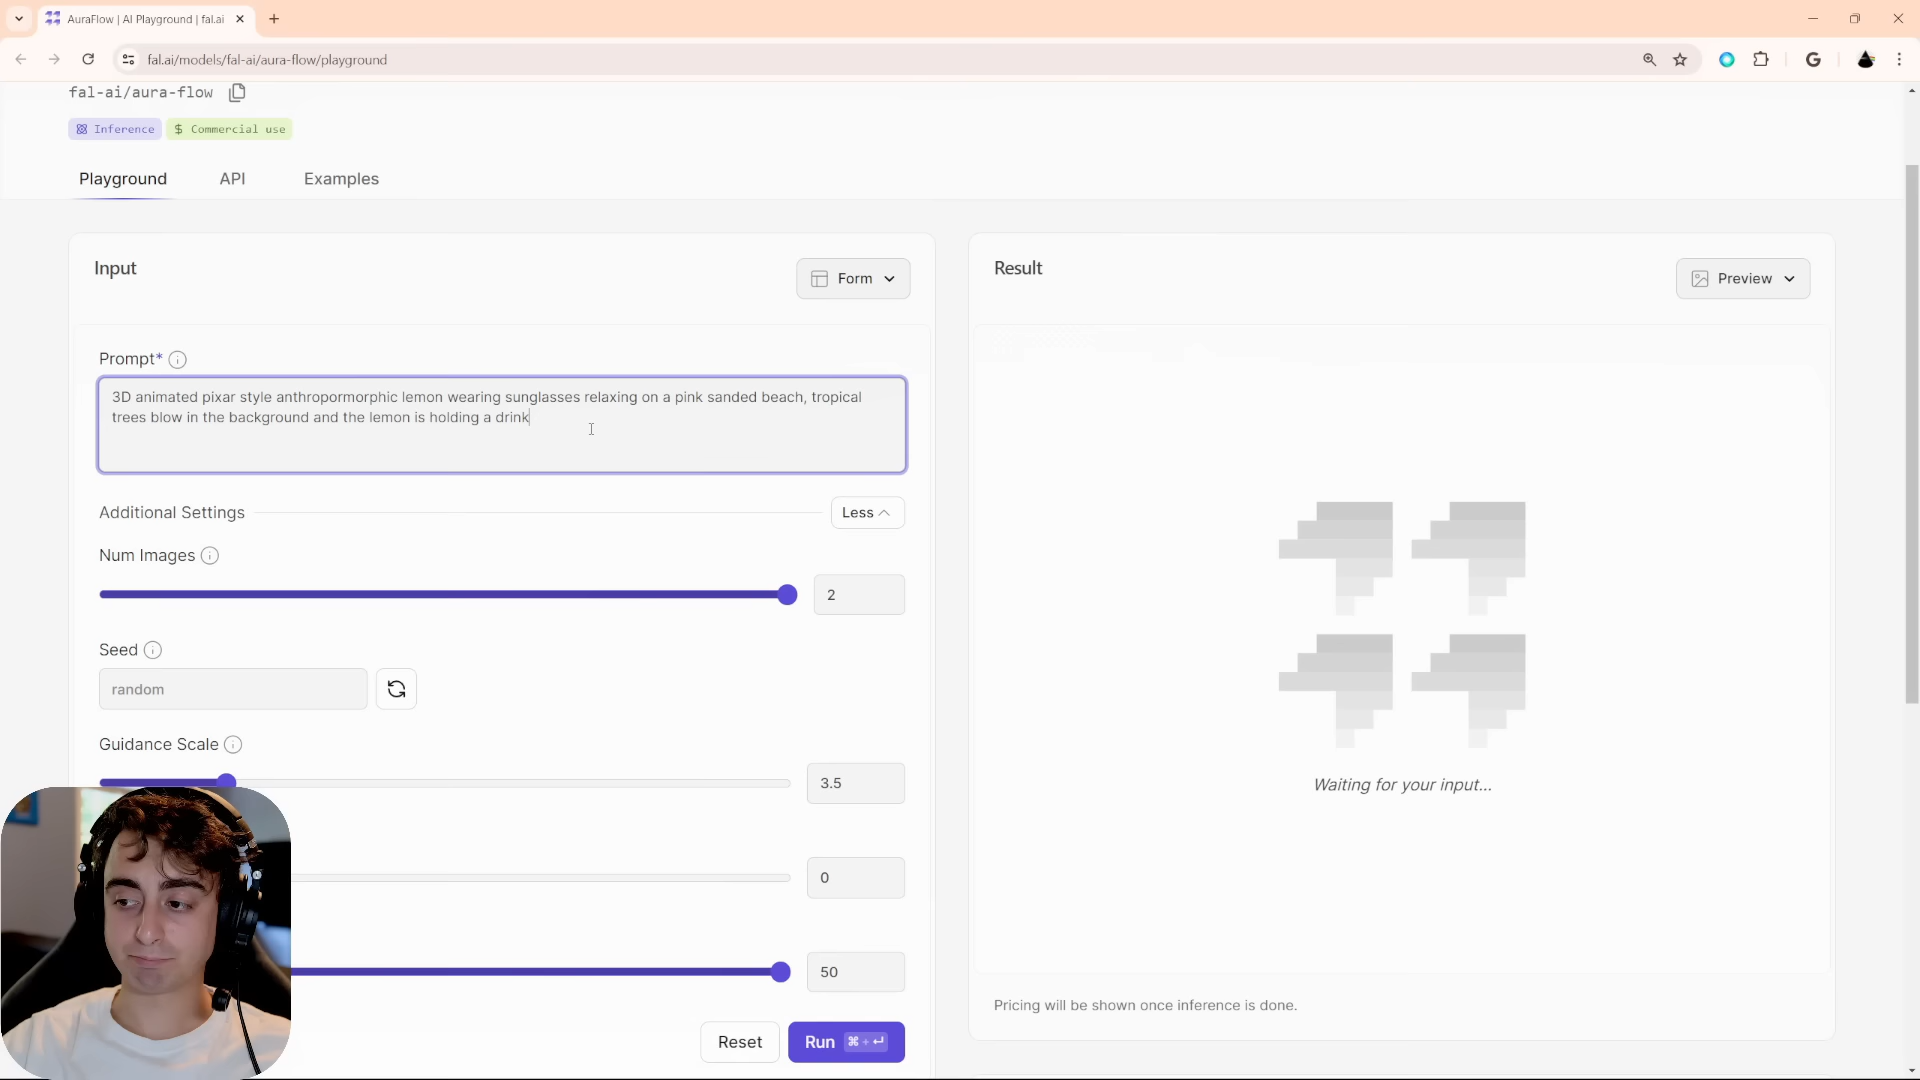 AuraFlow | AI Playground | fal.ai
fal.ai/models/fal-ai/aura-flow/playground
fal-ai/aura-flow
Inference
$ Commercial use
Playground
API
Examples
Input
Form
Prompt*
3D animated pixar style anthropormorphic lemon wearing sunglasses relaxing on a pink sanded beach, tropical
trees blow in the background and the lemon is holding a drink
Additional Settings
Less
Num Images
2
Seed
random
Guidance Scale
3.5
0
50
Reset
Run ⌘+↵
Result
Preview
Waiting for your input...
Pricing will be shown once inference is done.